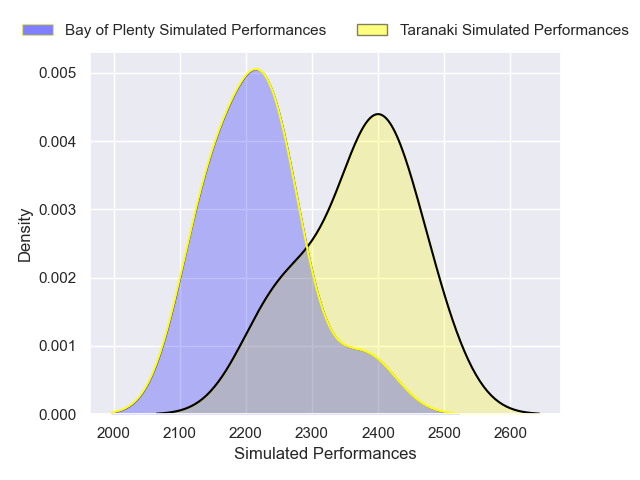 Bay of Plenty Simulated Performances Taranaki Simulated Performances
0.005
0.004
0.003
0.002
0.001
0.000
Density
2000 2100 2200 2300 2400 2500 2600
Simulated Performances